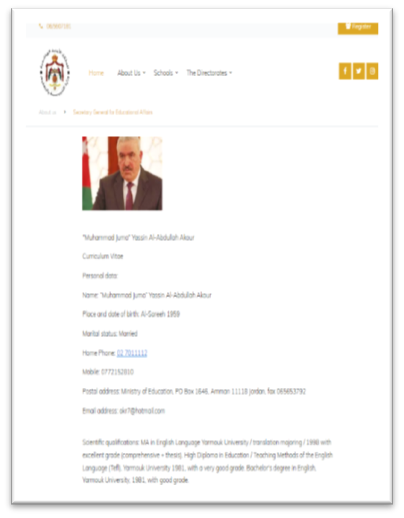 Register
Home About Us Schools The Directorates
About us Secretary General for Educational Affairs
"Muhammad Juma" Yassin Al-Abdullah Akour
Curriculum Vitae
Personal data:
Name: "Muhammad Juma" Yassin Al-Abdullah Akour
Place and date of birth: Al-Sareeh 1959
Marital status: Married
Home Phone: 02 7011112
Mobile: 0772152810
Postal address: Ministry of Education, PO Box 1646, Amman 11118 Jordan, fax 065653792
Email address:
Scientific qualifications: MA in English Language Yarmouk University / translation majoring / 1998 with
excellent grade (comprehensive + thesis), High Diploma in Education / Teaching Methods of the English
Language (Tefl), Yarmouk University 1981, with a very good grade, Bachelor's degree in English,
Yarmouk University, 1981, with good grade